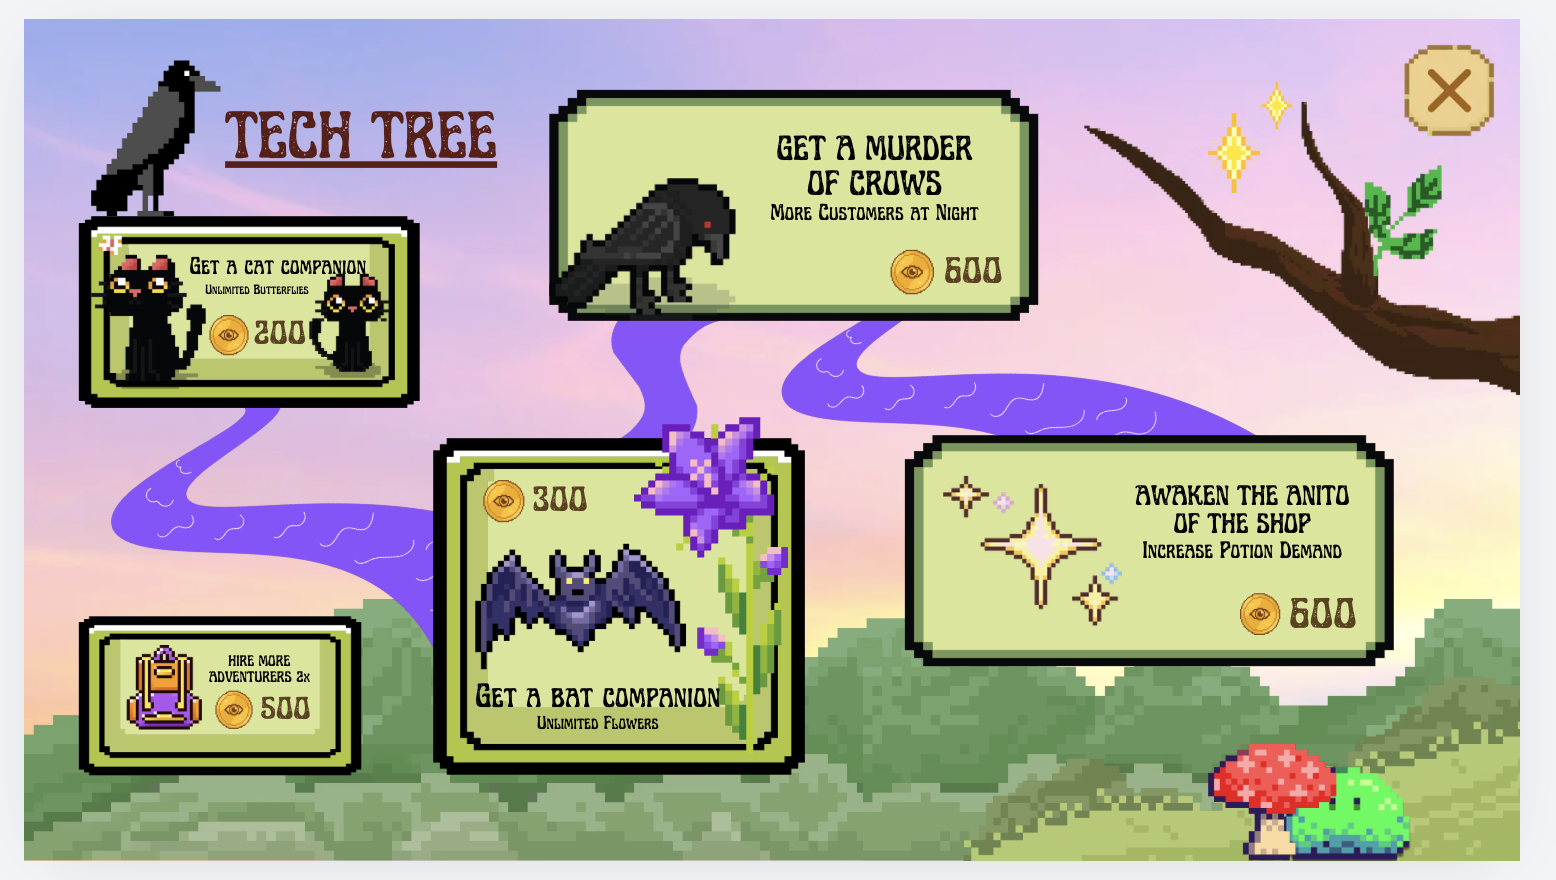 TECH TREE
GET A CAT COMPANION
UNLIMITED BUTTERFLIES
200
GET A MURDER
OF CROWS
MORE CUSTOMERS AT NIGHT
600
300
GET A BAT COMPANION
UNLIMITED FLOWERS
AWAKEN THE ANITO
OF THE SHOP
INCREASE POTION DEMAND
600
HIRE MORE
ADVENTURERS 2x
500